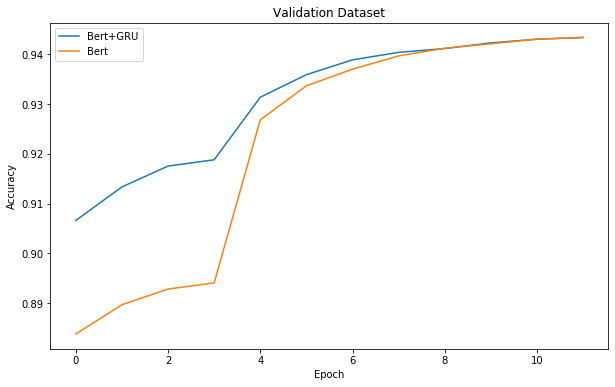 Validation Dataset
Bert+GRU
Bert
0.94
0.93
0.92
0.91
0.90
0.89
Accuracy
0 2 4 6 8 10
Epoch